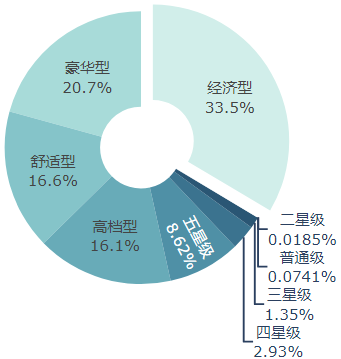 经济型
33.5%
二星级
0.0185%
普通级
0.0741%
三星级
1.35%
四星级
2.93%
五星级
8.62%
高档型
16.1%
舒适型
16.6%
豪华型
20.7%